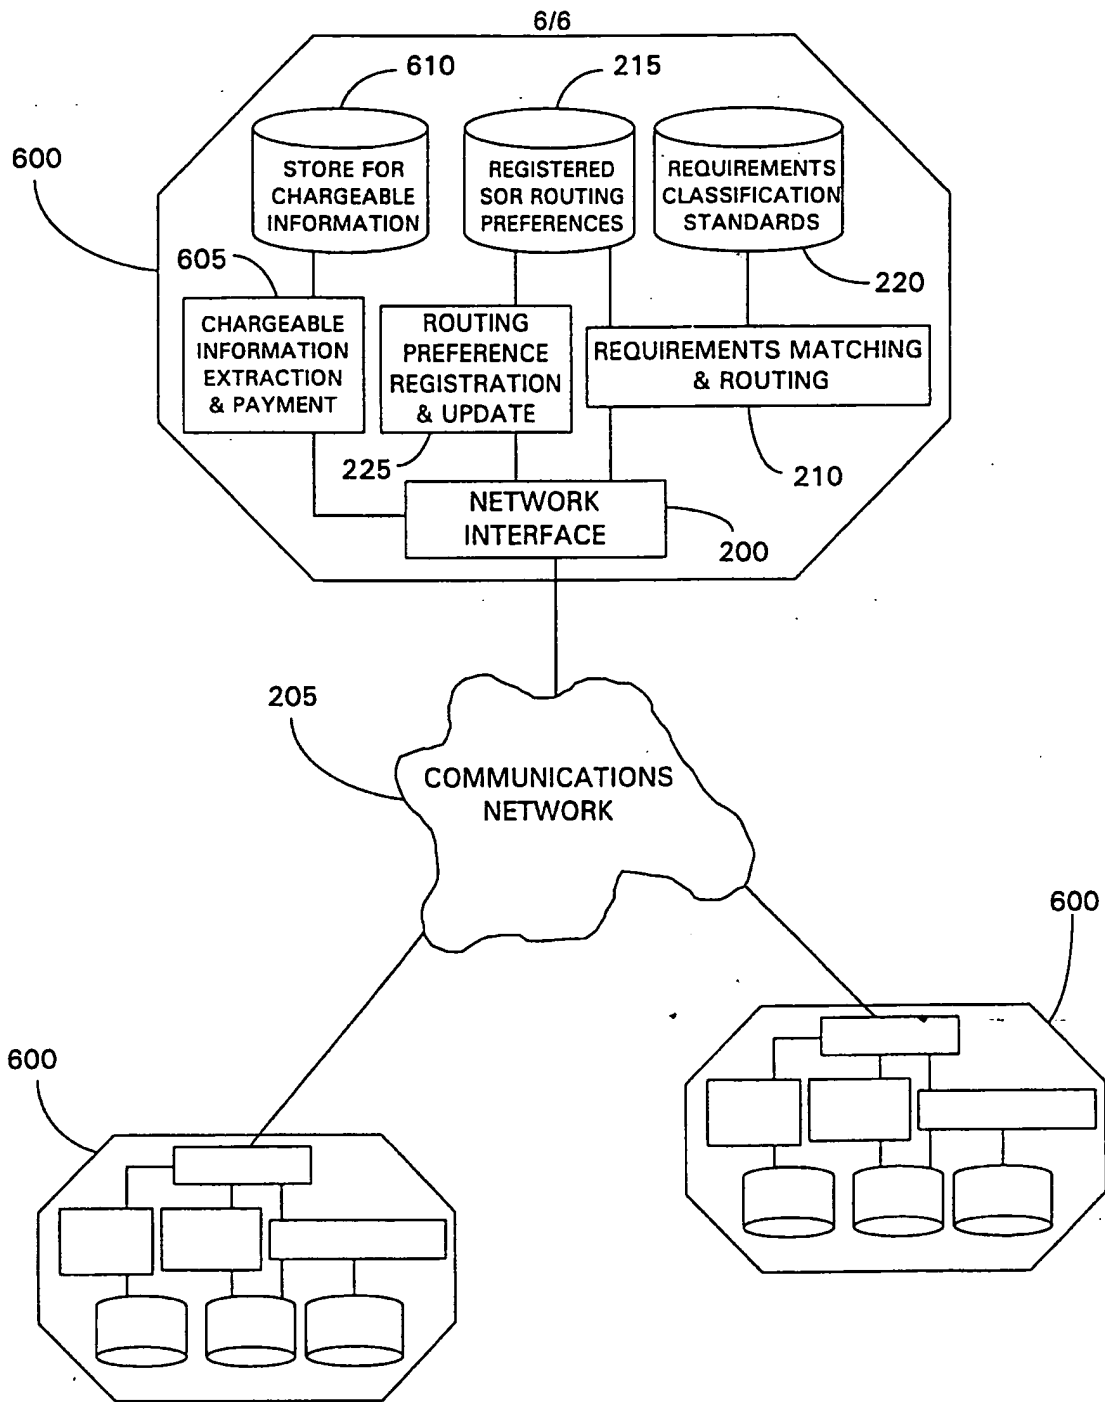 6/6
610
215
600
STORE FOR
CHARGEABLE
INFORMATION
REGISTERED
SOR ROUTING
PREFERENCES
REQUIREMENTS
CLASSIFICATION
STANDARDS
605
220
CHARGEABLE
INFORMATION
EXTRACTION
& PAYMENT
ROUTING
PREFERENCE
REGISTRATION
& UPDATE
REQUIREMENTS MATCHING
& ROUTING
225
210
NETWORK
INTERFACE
200
205
COMMUNICATIONS
NETWORK
600
600